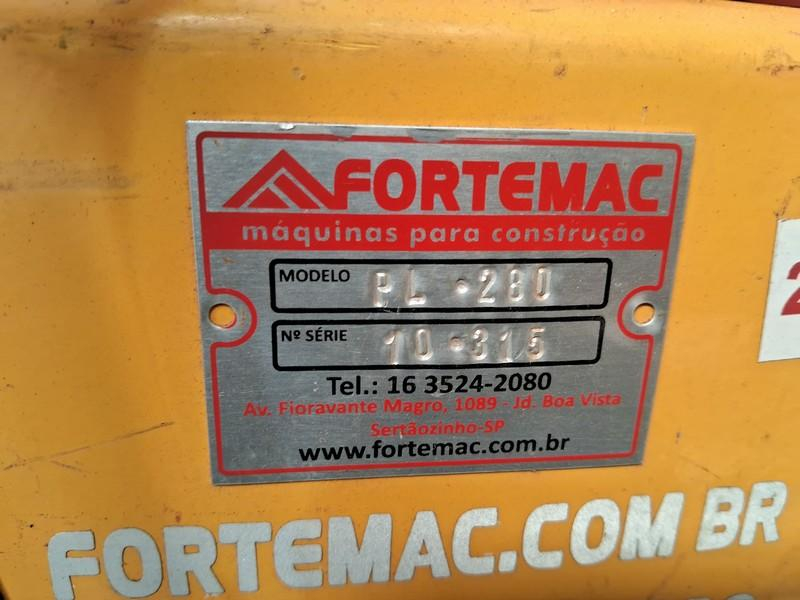 FORTEMAC
máquinas para construção
MODELO PL • 280
Nº SÉRIE 10 • 315
Tel.: 16 3524-2080
Av. Fioravante Magro, 1089 - Jd. Boa Vista
Sertãozinho-SP
www.fortemac.com.br
FORTEMAC.COM BR